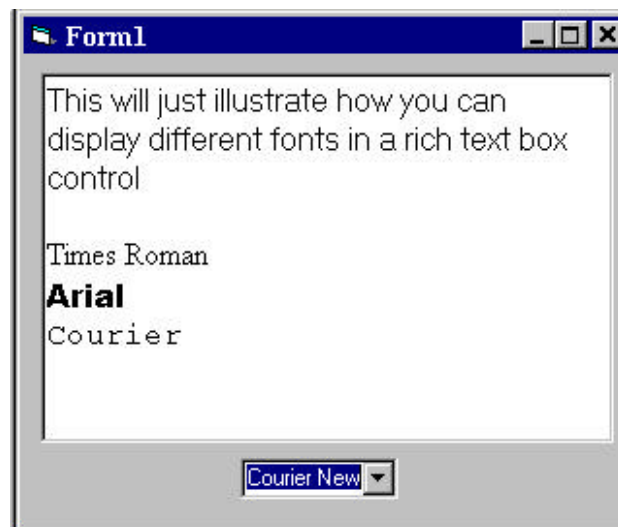 Form1
This will just illustrate how you can
display different fonts in a rich text box
control
Times Roman
Arial
Courier
Courier New